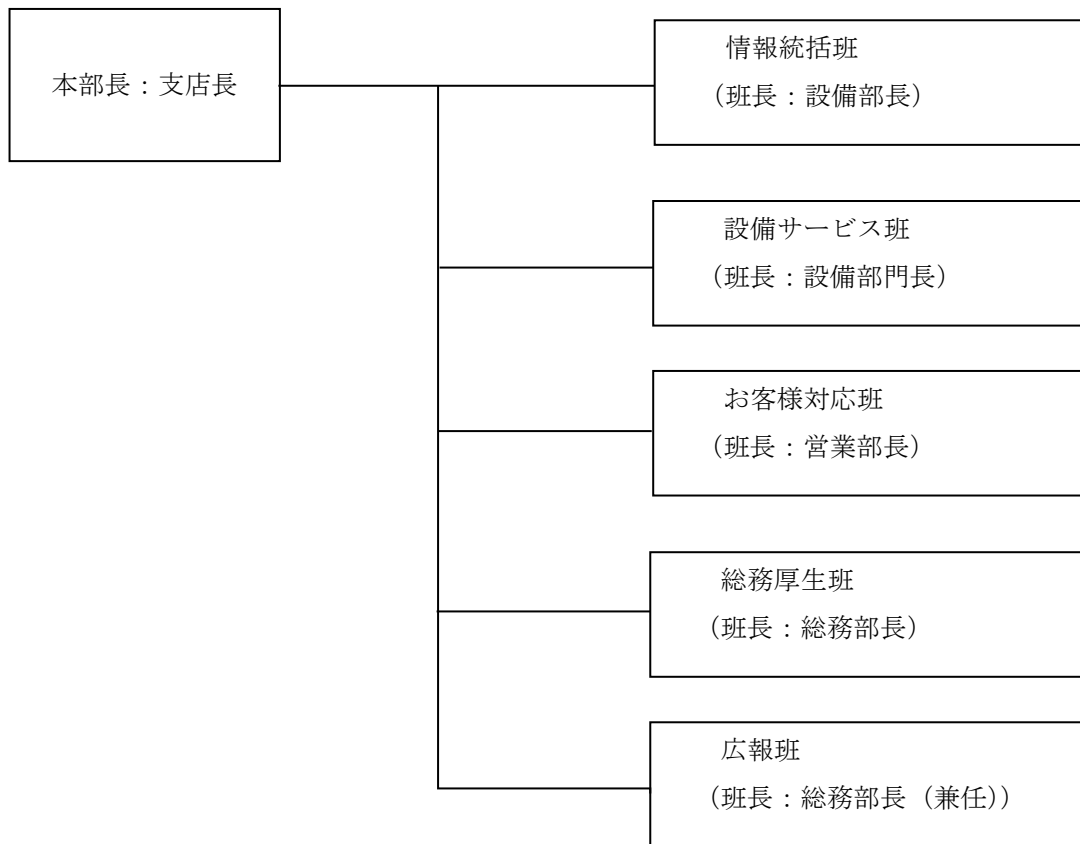 本部長：支店長
情報統括班
（班長：設備部長）
設備サービス班
（班長：設備部門長）
お客様対応班
（班長：営業部長）
総務厚生班
（班長：総務部長）
広報班
（班長：総務部長（兼任））